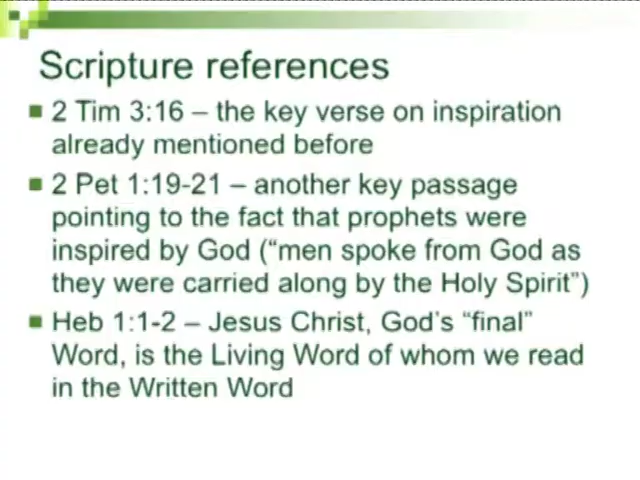 Scripture references
2 Tim 3:16 – the key verse on inspiration
already mentioned before
2 Pet 1:19-21 – another key passage
pointing to the fact that prophets were
inspired by God (“men spoke from God as
they were carried along by the Holy Spirit”)
Heb 1:1-2 – Jesus Christ, God’s “final”
Word, is the Living Word of whom we read
in the Written Word